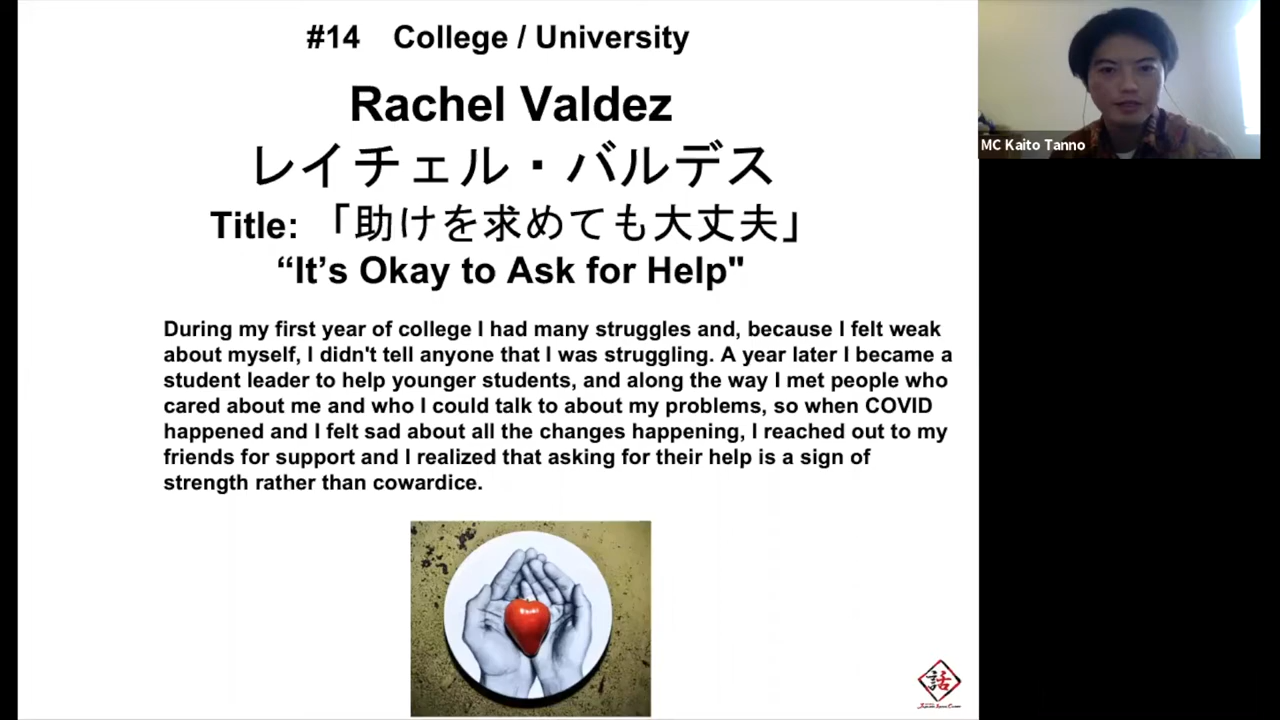 #14 College / University
Rachel Valdez
レイチェル・バルデス
Title: 「助けを求めても大丈夫」
“It’s Okay to Ask for Help"
During my first year of college I had many struggles and, because I felt weak
about myself, I didn't tell anyone that I was struggling. A year later I became a
student leader to help younger students, and along the way I met people who
cared about me and who I could talk to about my problems, so when COVID
happened and I felt sad about all the changes happening, I reached out to my
friends for support and I realized that asking for their help is a sign of
strength rather than cowardice.
MC Kaito Tanno
話